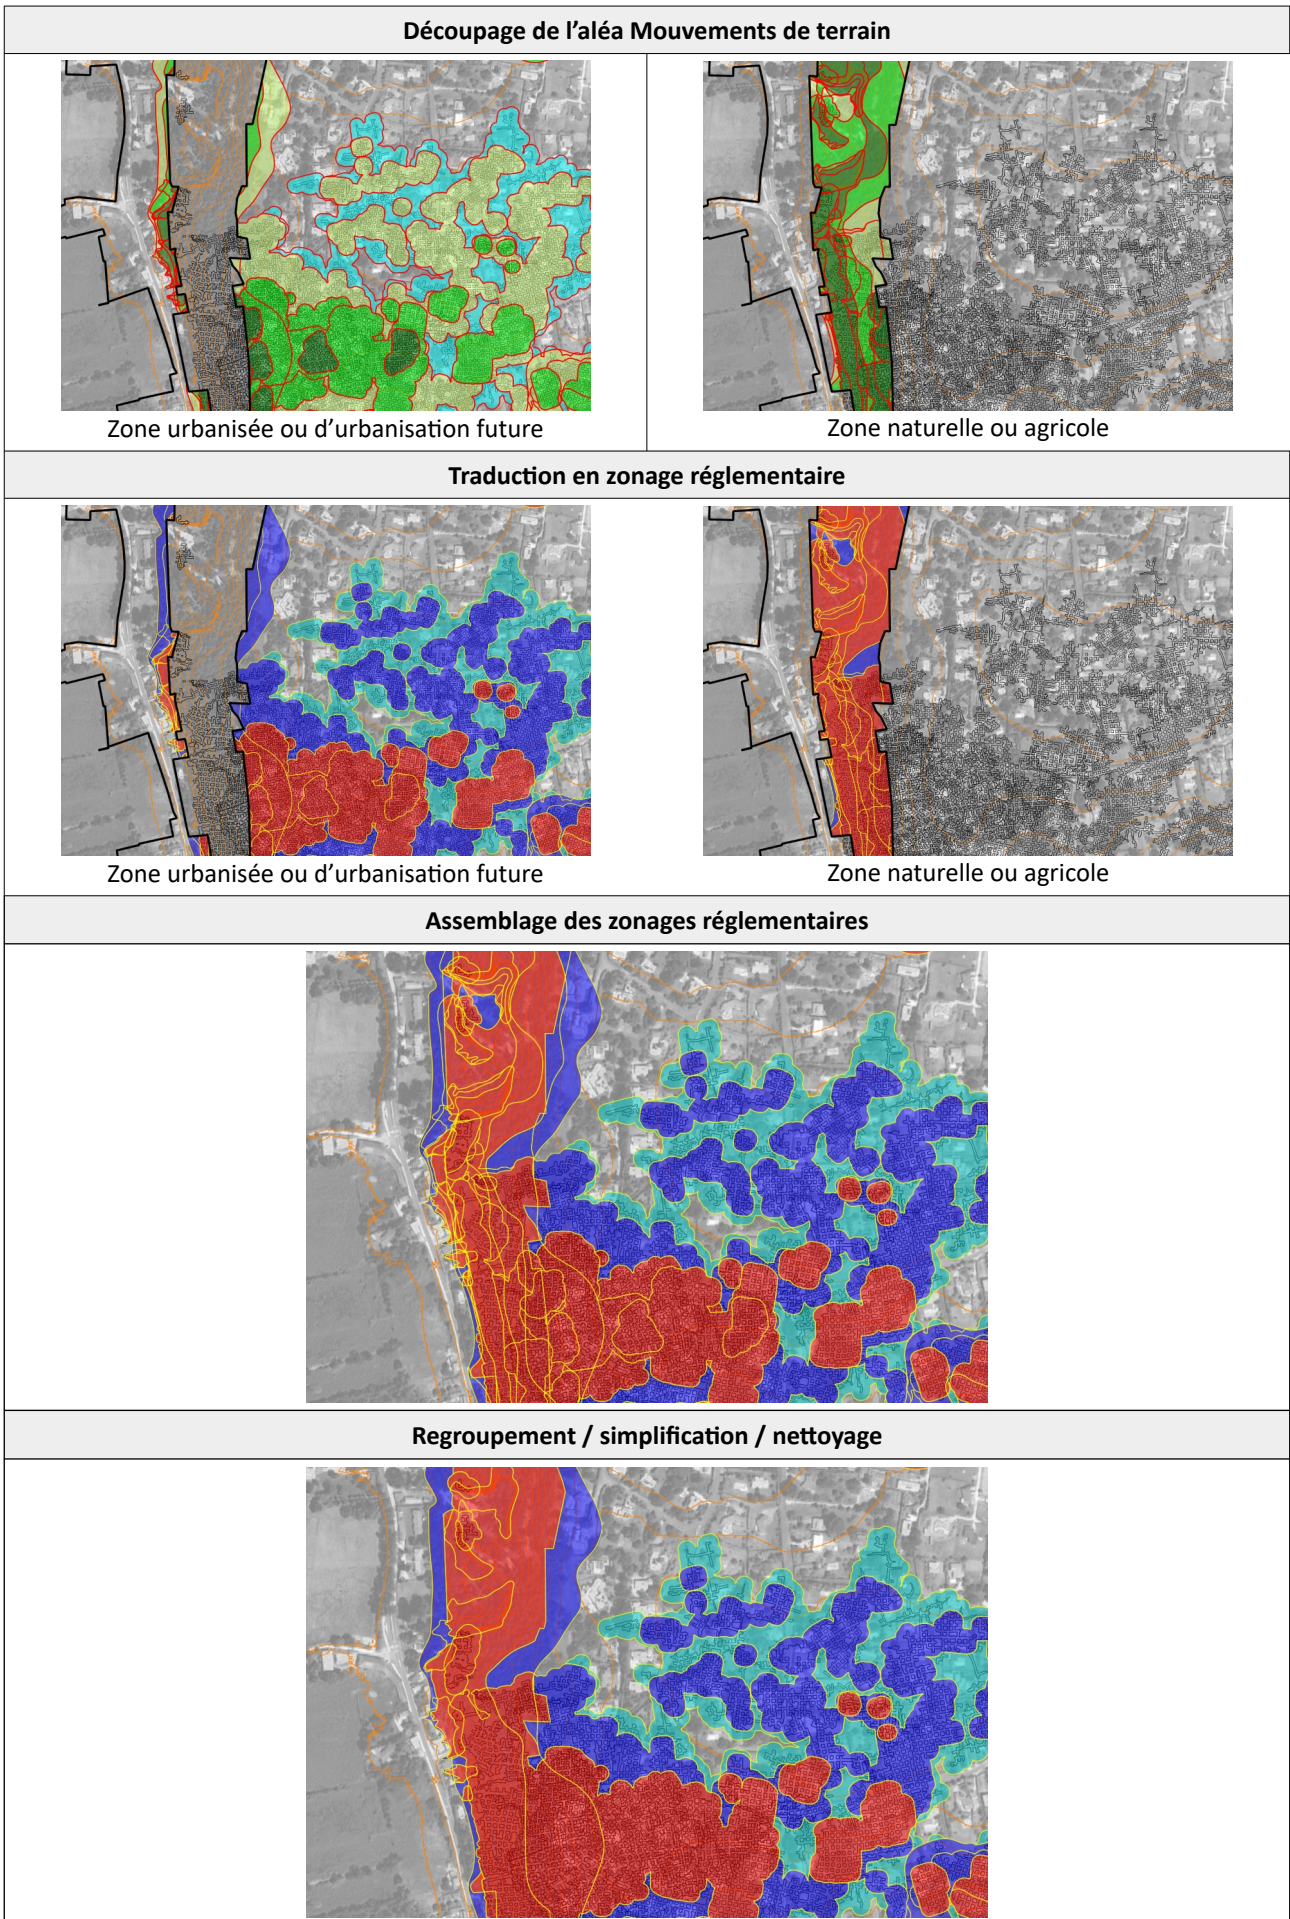 Découpage de l'aléa Mouvements de terrain
Zone urbanisée ou d'urbanisation future
Zone naturelle ou agricole
Traduction en zonage réglementaire
Zone urbanisée ou d'urbanisation future
Zone naturelle ou agricole
Assemblage des zonages réglementaires
Regroupement / simplification / nettoyage